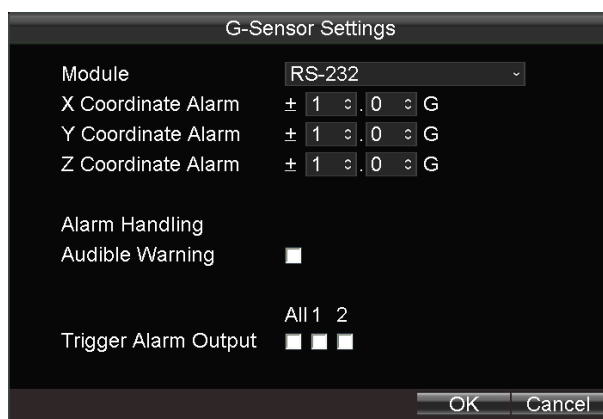 G-Sensor Settings
Module RS-232
X Coordinate Alarm ± 1 . 0 G
Y Coordinate Alarm ± 1 . 0 G
Z Coordinate Alarm ± 1 . 0 G
Alarm Handling
Audible Warning
All 1 2
Trigger Alarm Output
OK Cancel